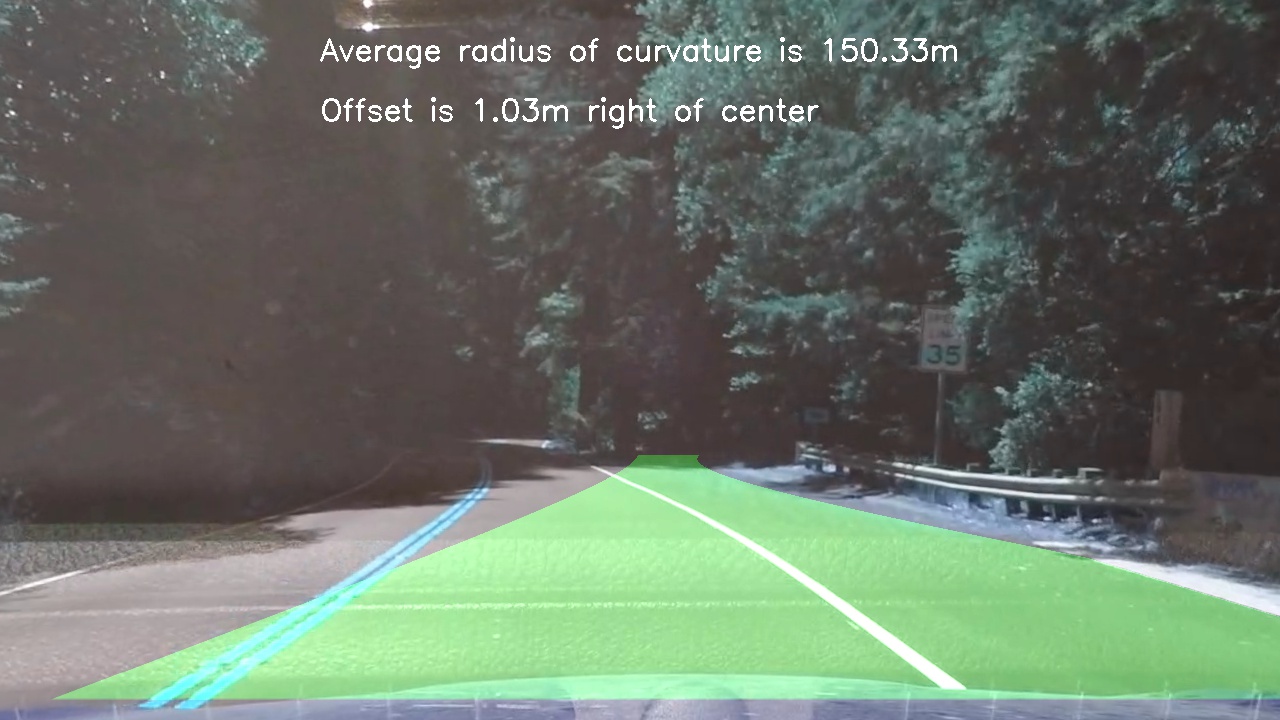 Average radius of curvature is 150.33m
Offset is 1.03m right of center
35